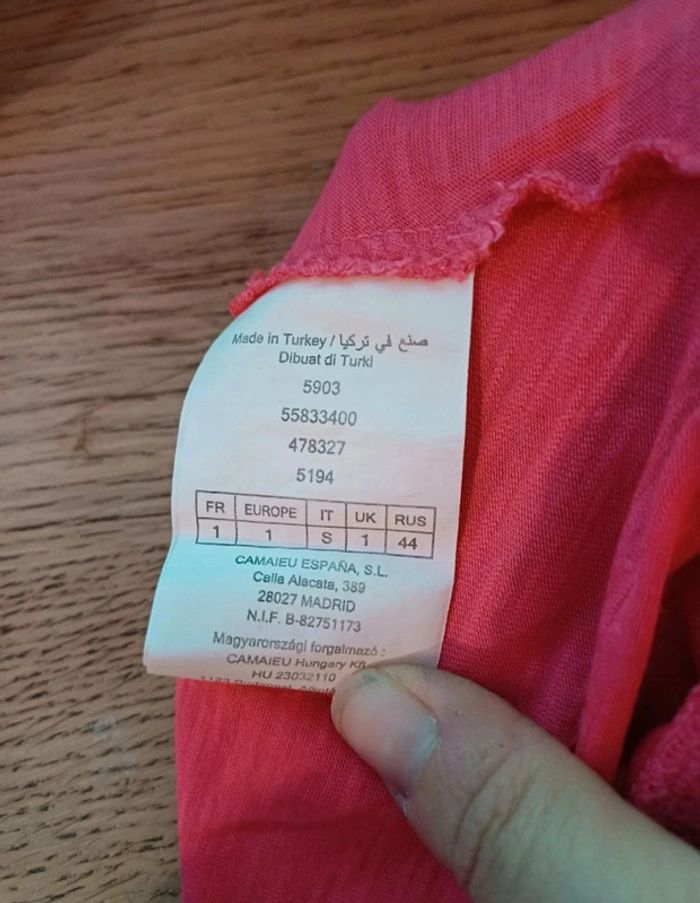 Made in Turkey / صنع في تركيا
Dibuat di Turki
5903
55833400
478327
5194
FR EUROPE IT UK RUS
1 1 S 1 44
CAMAIEU ESPAÑA, S.L.
Calla Alacata, 389
28027 MADRID
N.I.F. B-82751173
Magyarországi forgalmazó :
CAMAIEU Hungary Kft
HU 23032110